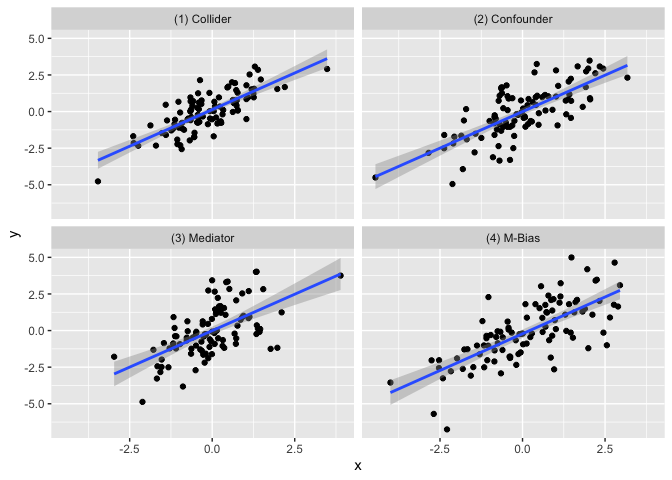 (1) Collider
(2) Confounder
5.0
2.5
0.0
-2.5
-5.0
y
(3) Mediator
(4) M-Bias
5.0
2.5
0.0
-2.5
-5.0
-2.5 0.0 2.5 -2.5 0.0 2.5
x